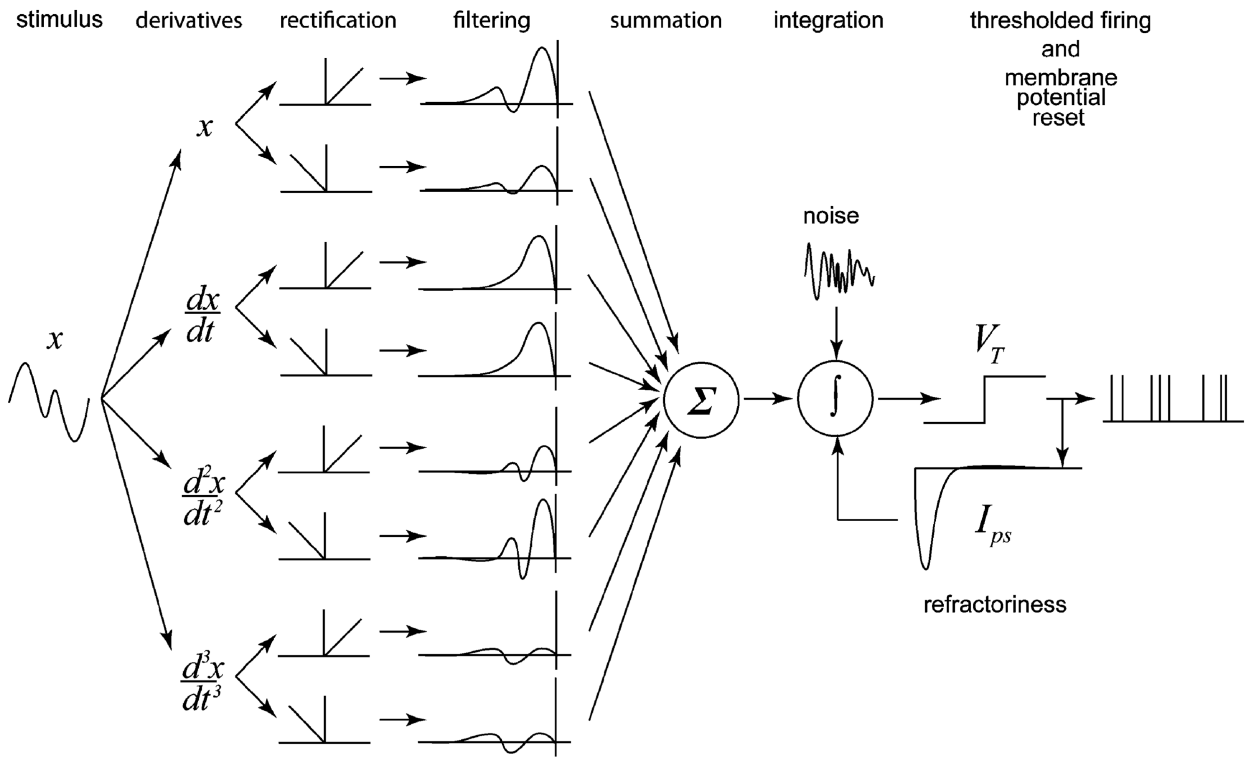 stimulus
derivatives
rectification
filtering
summation
integration
thresholded firing
and
membrane
potential
reset
x
x
dx
dt
d²x
dt²
d³x
dt³
Σ
noise
∫
V_T
I_ps
refractoriness